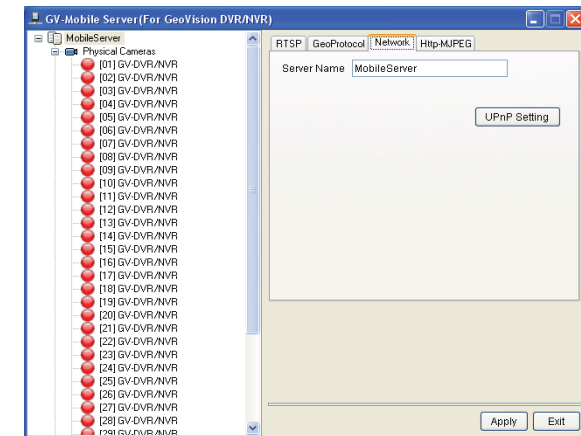 GV-Mobile Server(For GeoVision DVR/NVR)
MobileServer
Physical Cameras
[01] GV-DVR/NVR
[02] GV-DVR/NVR
[03] GV-DVR/NVR
[04] GV-DVR/NVR
[05] GV-DVR/NVR
[06] GV-DVR/NVR
[07] GV-DVR/NVR
[08] GV-DVR/NVR
[09] GV-DVR/NVR
[10] GV-DVR/NVR
[11] GV-DVR/NVR
[12] GV-DVR/NVR
[13] GV-DVR/NVR
[14] GV-DVR/NVR
[15] GV-DVR/NVR
[16] GV-DVR/NVR
[17] GV-DVR/NVR
[18] GV-DVR/NVR
[19] GV-DVR/NVR
[20] GV-DVR/NVR
[21] GV-DVR/NVR
[22] GV-DVR/NVR
[23] GV-DVR/NVR
[24] GV-DVR/NVR
[25] GV-DVR/NVR
[26] GV-DVR/NVR
[27] GV-DVR/NVR
[28] GV-DVR/NVR
[29] GV-DVR/NVR
RTSP GeoProtocol Network Http-MJPEG
Server Name MobileServer
UPnP Setting
Apply Exit